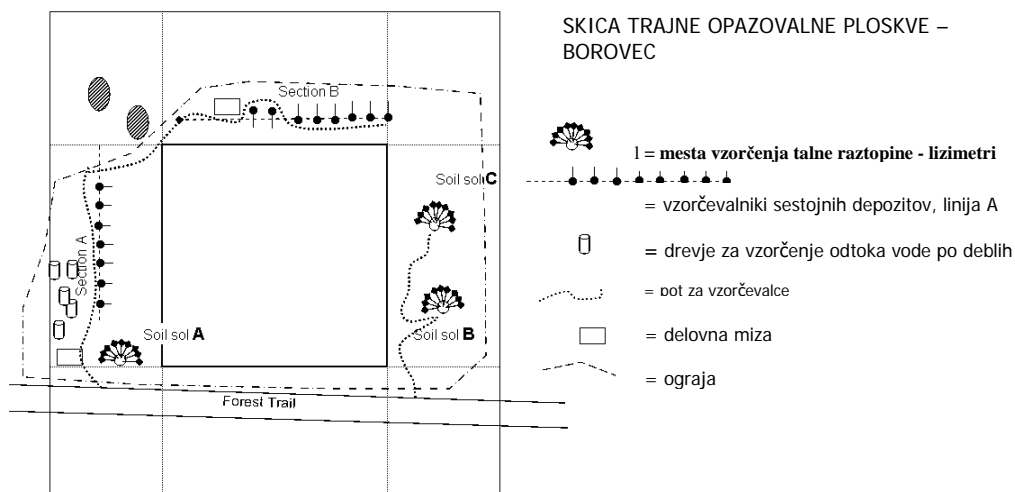 SKICA TRAJNE OPAZOVALNE PLOSKVE –
BOROVEC
Section B
Soil sol C
Section A
Soil sol A
Soil sol B
Forest Trail
l = mesta vzorčenja talne raztopine - lizimetri
= vzorčevalniki sestojnih depozitov, linija A
= drevje za vzorčenje odtoka vode po deblih
= pot za vzorčevalce
= delovna miza
= ograja